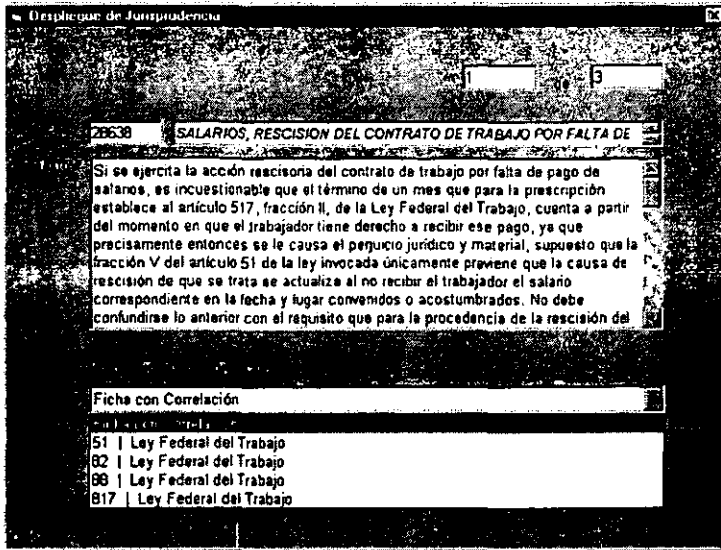 Despliegue de Jurisprudencia
1 de 3
28638 SALARIOS, RESCISION DEL CONTRATO DE TRABAJO POR FALTA DE
Si se ejercita la acción rescisoria del contrato de trabajo por falta de pago de
salarios, es incuestionable que el término de un mes que para la prescripción
establece al artículo 517, fracción II, de la Ley Federal del Trabajo, cuenta a partir
del momento en que el trabajador tiene derecho a recibir ese pago, ya que
precisamente entonces se le causa el perjuicio jurídico y material, supuesto que la
fracción V del artículo 51 de la ley invocada únicamente previene que la causa de
rescisión de que se trata se actualiza al no recibir el trabajador el salario
correspondiente en la fecha y lugar convenidos o acostumbrados. No debe
confundirse lo anterior con el requisito que para la procedencia de la rescisión del
Ficha con Correlación
51 | Ley Federal del Trabajo
82 | Ley Federal del Trabajo
88 | Ley Federal del Trabajo
817 | Ley Federal del Trabajo